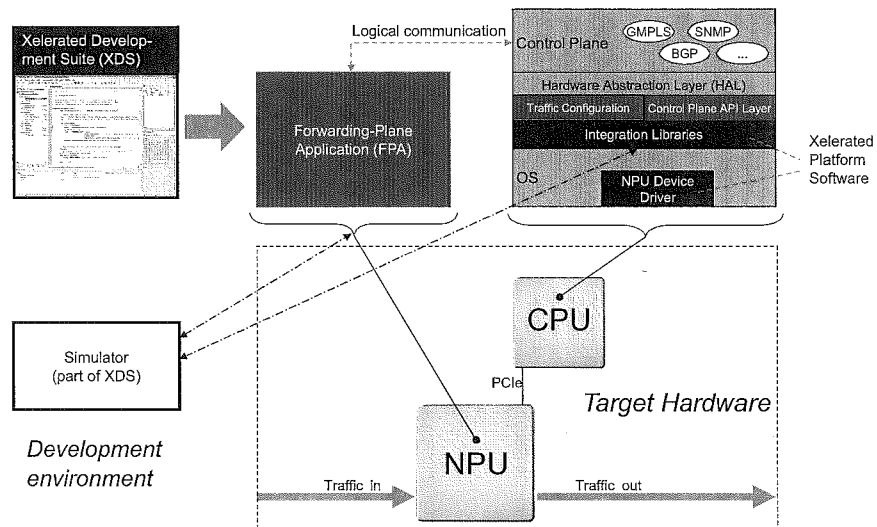 Xelerated Develop-
ment Suite (XDS)
Logical communication
Control Plane
GMPLS
SNMP
BGP
...
Hardware Abstraction Layer (HAL)
Traffic Configuration
Control Plane API Layer
Integration Libraries
OS
NPU Device
Driver
Xelerated
Platform
Software
Forwarding-Plane
Application (FPA)
Simulator
(part of XDS)
CPU
PCIe
Target Hardware
NPU
Development
environment
Traffic in
Traffic out